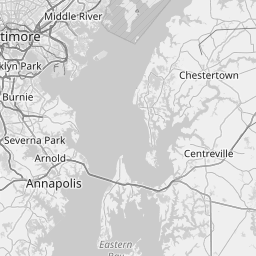 Middle River
timore
klyn Park
Chestertown
Burnie
Severna Park
Arnold
Centreville
Annapolis
Eastern
Bay